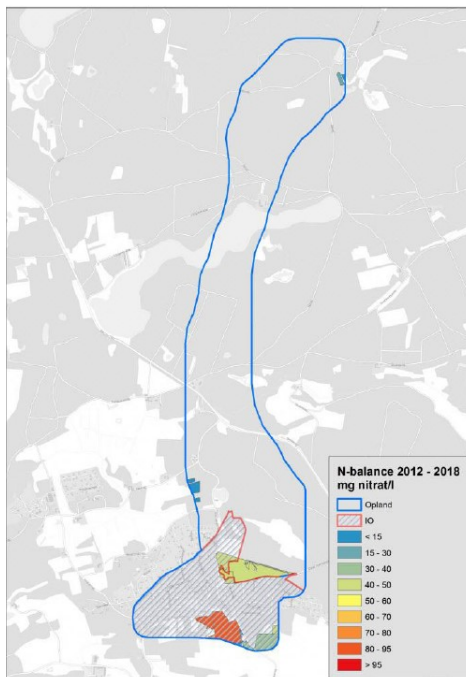 N-balance 2012 - 2018
mg nitrat/l
Opland
IO
< 15
15 - 30
30 - 40
40 - 50
50 - 60
60 - 70
70 - 80
80 - 95
> 95